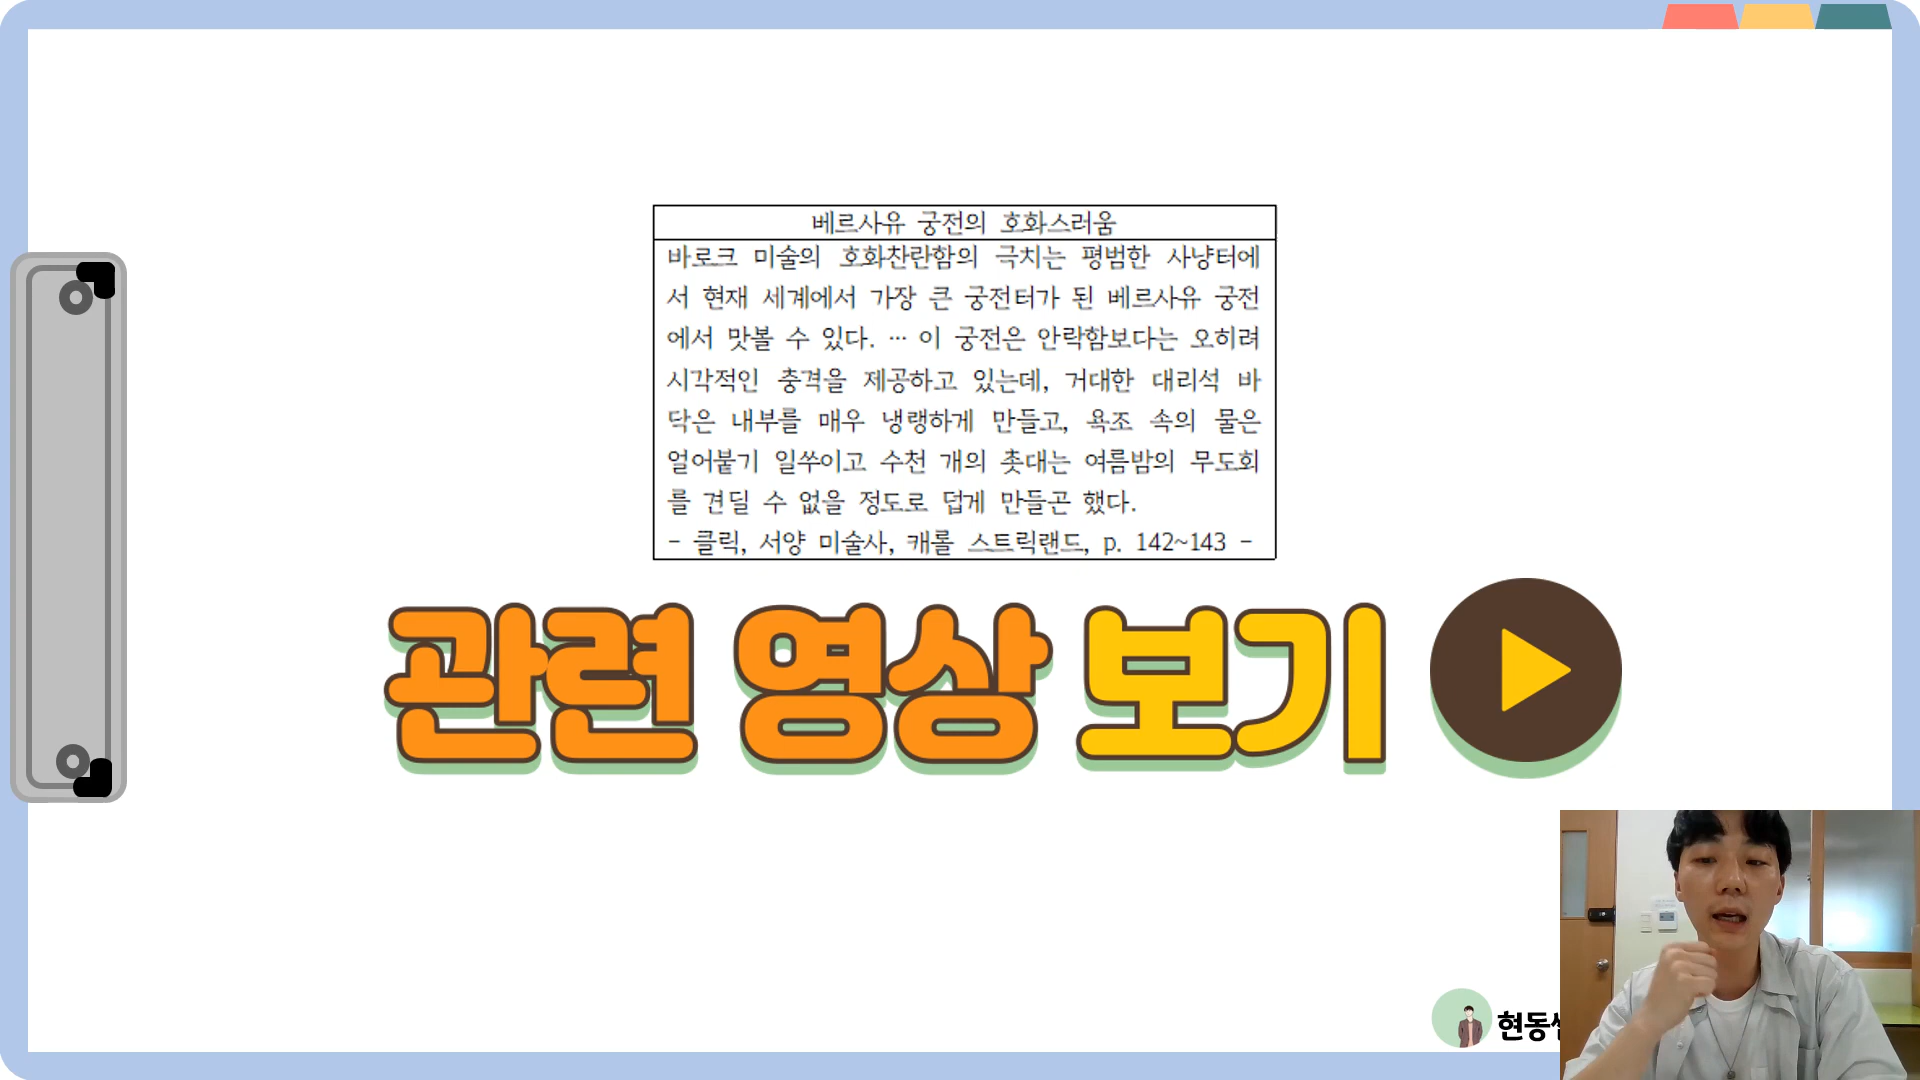 베르사유 궁전의 호화스러움
바로크 미술의 호화찬란함의 극치는 평범한 사냥터에
서 현재 세계에서 가장 큰 궁전터가 된 베르사유 궁전
에서 맛볼 수 있다. … 이 궁전은 안락함보다는 오히려
시각적인 충격을 제공하고 있는데, 거대한 대리석 바
닥은 내부를 매우 냉랭하게 만들고, 욕조 속의 물은
얼어붙기 일쑤이고 수천 개의 촛대는 여름밤의 무도회
를 견딜 수 없을 정도로 덥게 만들곤 했다.
- 클릭, 서양 미술사, 캐롤 스트릭랜드, p. 142~143 -
관련 영상 보기
현동